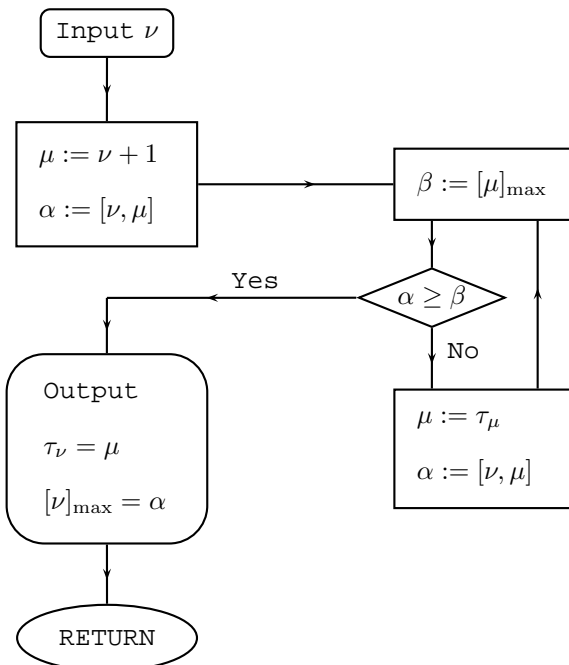 Input ν
μ := ν + 1
α := [ν, μ]
β := [μ]max
α ≥ β
Yes
No
μ := τμ
α := [ν, μ]
Output
τν = μ
[ν]max = α
RETURN